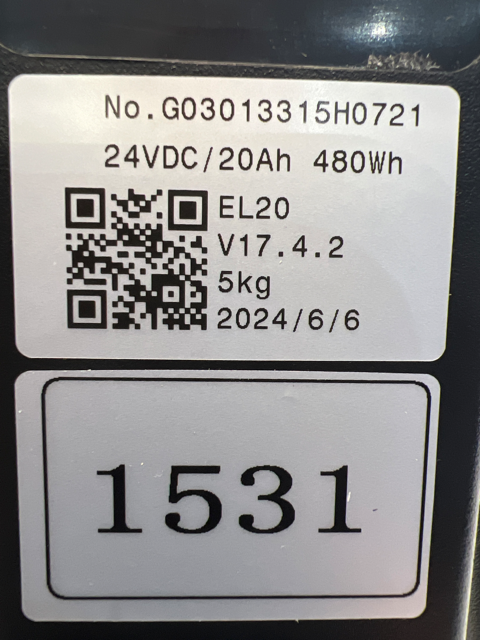 No.G03013315H0721
24VDC/20Ah 480Wh
EL20
V17.4.2
5kg
2024/6/6
1531